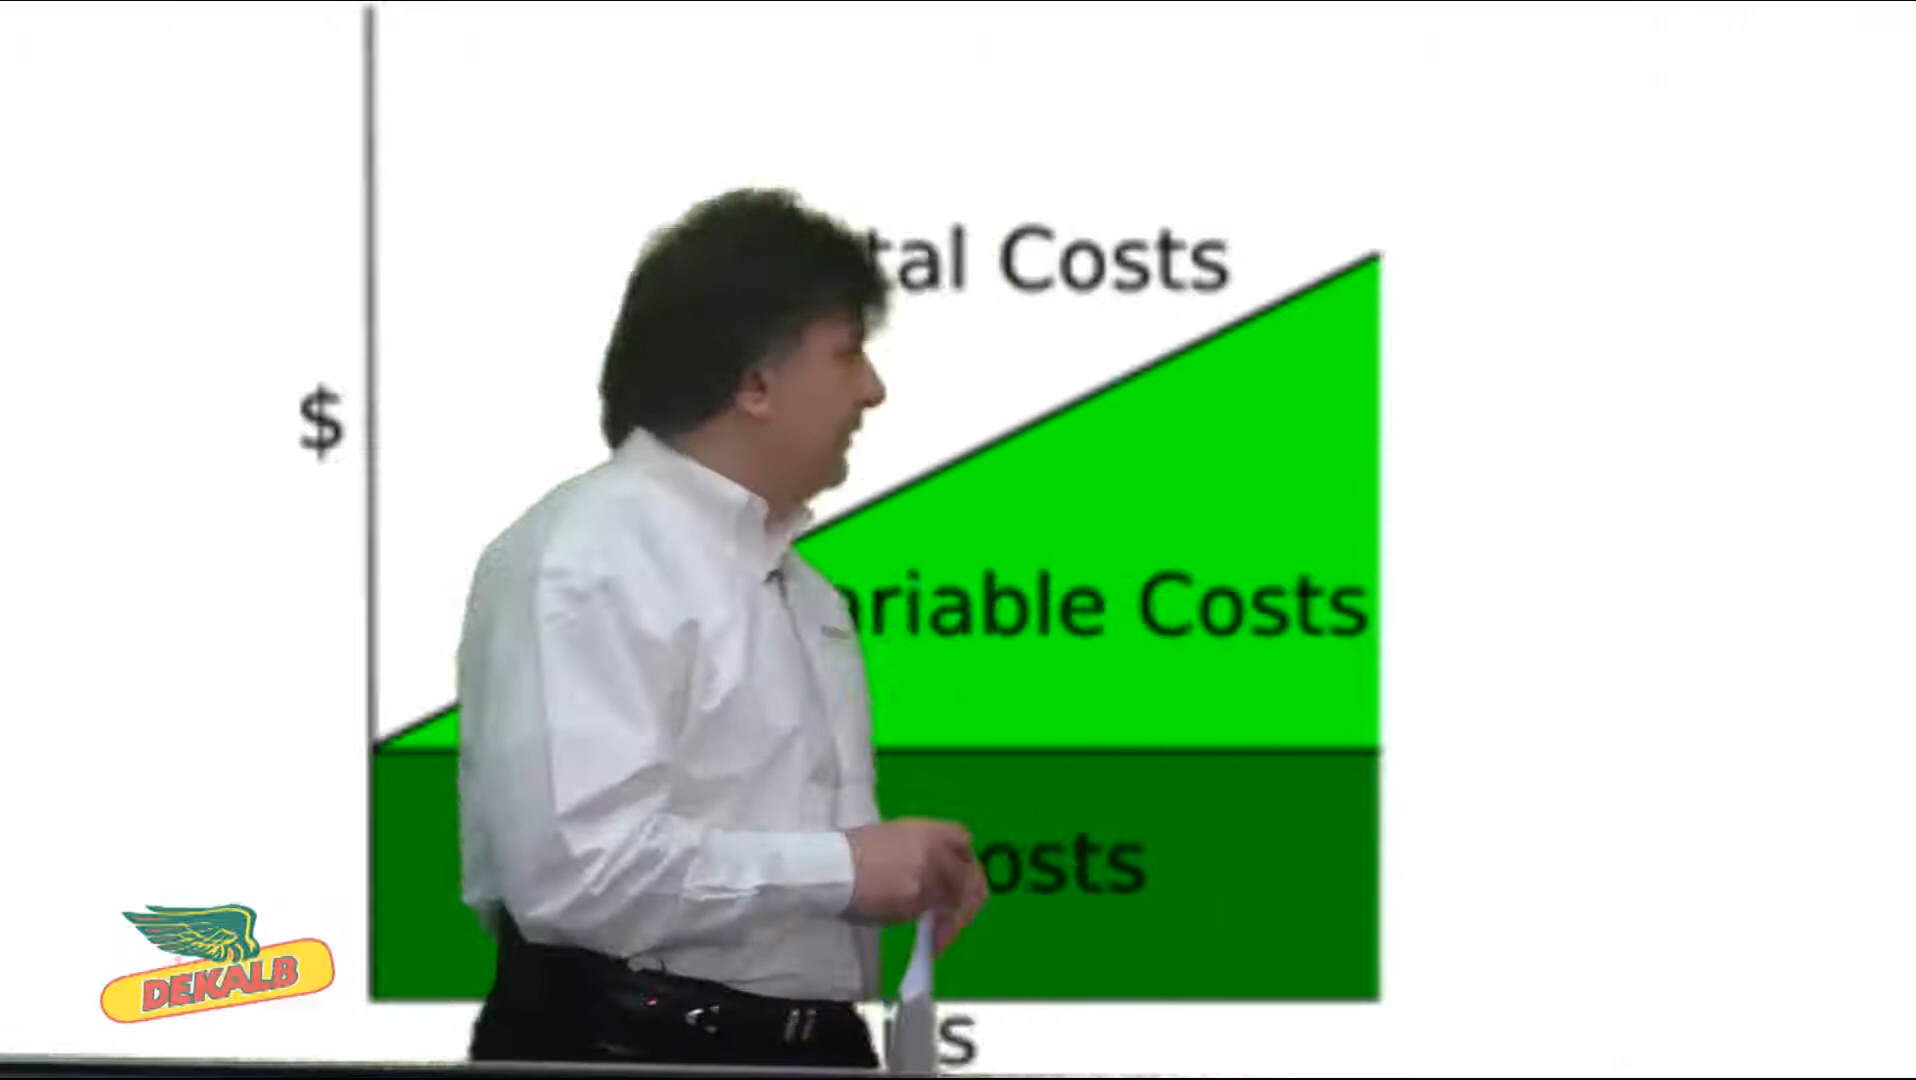 tal Costs
$
ariable Costs
osts
DEKALB
s